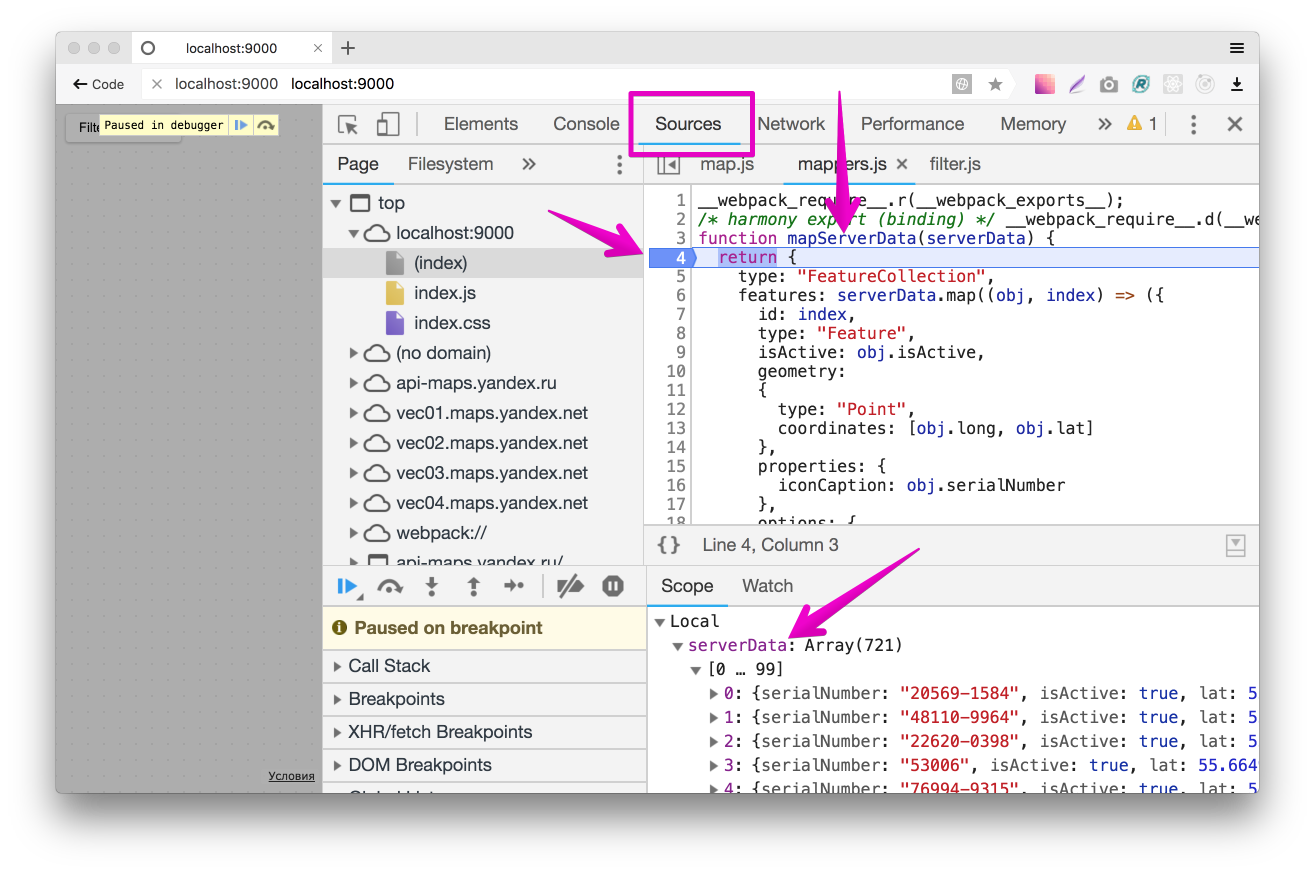 localhost:9000
Code
localhost:9000 localhost:9000
Paused in debugger
Elements Console Sources Network Performance Memory 1
Page Filesystem
top
localhost:9000
(index)
index.js
index.css
(no domain)
api-maps.yandex.ru
vec01.maps.yandex.net
vec02.maps.yandex.net
vec03.maps.yandex.net
vec04.maps.yandex.net
webpack://
api-maps.yandex.ru/
map.js mappers.js filter.js
1 __webpack_require__.r(__webpack_exports__);
2 /* harmony export (binding) */ __webpack_require__.d(__we
3 function mapServerData(serverData) {
4 return {
5 type: "FeatureCollection",
6 features: serverData.map((obj, index) => ({
7 id: index,
8 type: "Feature",
9 isActive: obj.isActive,
10 geometry:
11 {
12 type: "Point",
13 coordinates: [obj.long, obj.lat]
14 },
15 properties: {
16 iconCaption: obj.serialNumber
17 },
18 options: {
{} Line 4, Column 3
Paused on breakpoint
Call Stack
Breakpoints
XHR/fetch Breakpoints
DOM Breakpoints
Scope Watch
Local
serverData: Array(721)
[0 … 99]
0: {serialNumber: "20569-1584", isActive: true, lat: 5
1: {serialNumber: "48110-9964", isActive: true, lat: 5
2: {serialNumber: "22620-0398", isActive: true, lat: 5
3: {serialNumber: "53006", isActive: true, lat: 55.664
4: {serialNumber: "76994-9315", isActive: true, lat: 5
Условия